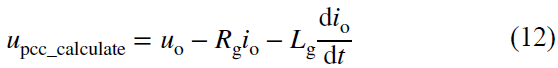 u_pcc_calculate = u_o − R_g i_o − L_g di_o/dt (12)